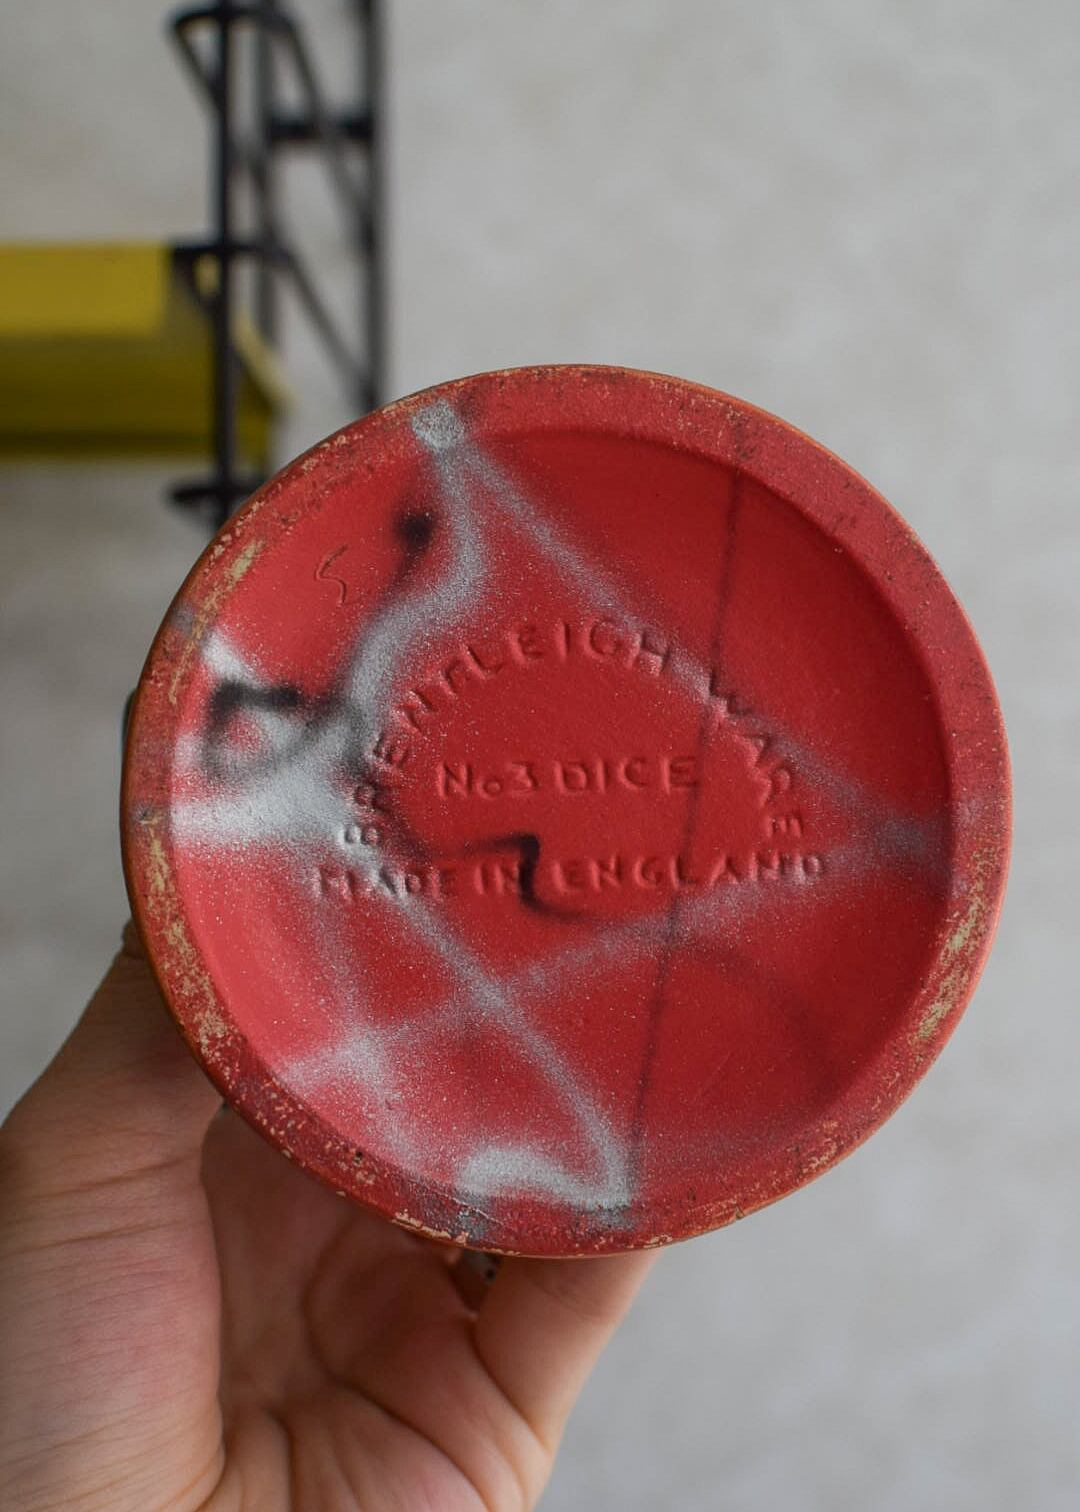 S
BRENTLEIGH WARE
No3 DICE
MADE IN ENGLAND